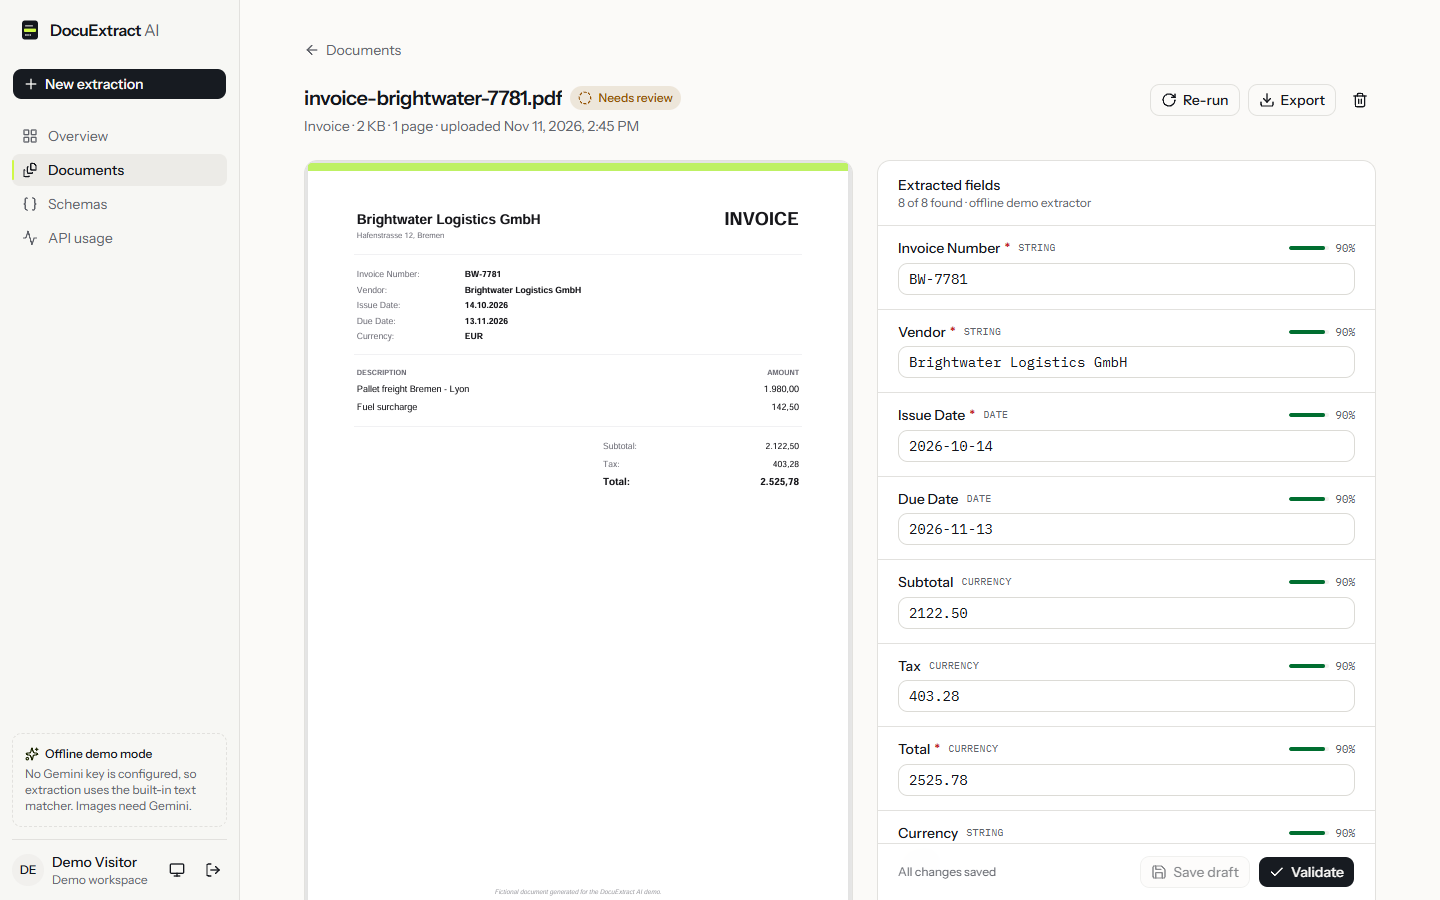 DocuExtract AI
New extraction
Overview
Documents
Schemas
API usage
Offline demo mode
No Gemini key is configured, so
extraction uses the built-in text
matcher. Images need Gemini.
DE
Demo Visitor
Demo workspace
Documents
invoice-brightwater-7781.pdf
Needs review
Invoice · 2 KB · 1 page · uploaded Nov 11, 2026, 2:45 PM
Re-run
Export
Brightwater Logistics GmbH
INVOICE
Hafenstrasse 12, Bremen
Invoice Number: BW-7781
Vendor: Brightwater Logistics GmbH
Issue Date: 14.10.2026
Due Date: 13.11.2026
Currency: EUR
DESCRIPTION AMOUNT
Pallet freight Bremen - Lyon 1.980,00
Fuel surcharge 142,50
Subtotal: 2.122,50
Tax: 403,28
Total: 2.525,78
Fictional document generated for the DocuExtract AI demo.
Extracted fields
8 of 8 found · offline demo extractor
Invoice Number * STRING 90%
BW-7781
Vendor * STRING 90%
Brightwater Logistics GmbH
Issue Date * DATE 90%
2026-10-14
Due Date DATE 90%
2026-11-13
Subtotal CURRENCY 90%
2122.50
Tax CURRENCY 90%
403.28
Total * CURRENCY 90%
2525.78
Currency STRING 90%
All changes saved
Save draft
Validate